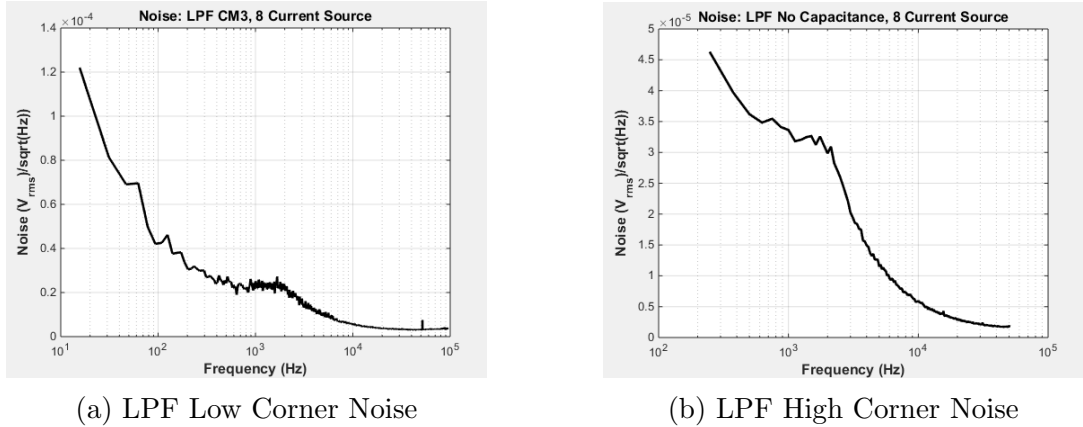 Noise: LPF CM3, 8 Current Source
1.4 ×10⁻⁴
1.2
1
0.8
0.6
0.4
0.2
0
Noise (V_rms)/sqrt(Hz)
10¹ 10² 10³ 10⁴ 10⁵
Frequency (Hz)
(a) LPF Low Corner Noise
Noise: LPF No Capacitance, 8 Current Source
5 ×10⁻⁵
4.5
4
3.5
3
2.5
2
1.5
1
0.5
0
Noise (V_rms)/sqrt(Hz)
10² 10³ 10⁴ 10⁵
Frequency (Hz)
(b) LPF High Corner Noise